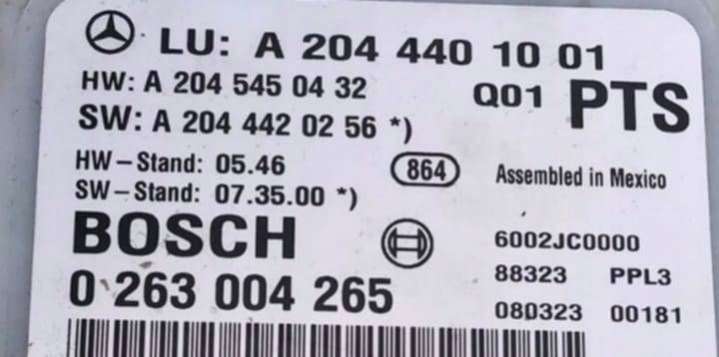 LU: A 204 440 10 01
HW: A 204 545 04 32
Q01 PTS
SW: A 204 442 02 56 *)
HW-Stand: 05.46
864
Assembled in Mexico
SW-Stand: 07.35.00 *)
BOSCH
6002JC0000
0 263 004 265
88323 PPL3
080323 00181